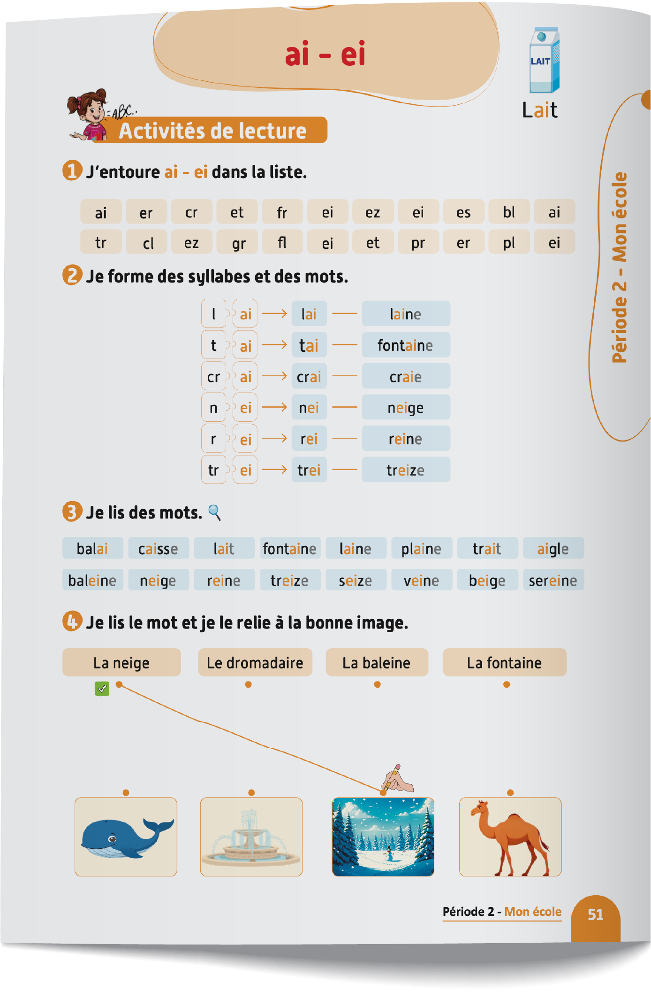 ai - ei
LAIT
Lait
A.B.C..
Activités de lecture
1 J'entoure ai - ei dans la liste.
ai er cr et fr ei ez ei es bl ai
tr cl ez gr fl ei et pr er pl ei
2 Je forme des syllabes et des mots.
l ai lai laine
t ai tai fontaine
cr ai crai craie
n ei nei neige
r ei rei reine
tr ei trei treize
3 Je lis des mots.
balai caisse lait fontaine laine plaine trait aigle
baleine neige reine treize seize veine beige sereine
4 Je lis le mot et je le relie à la bonne image.
La neige Le dromadaire La baleine La fontaine
Période 2 - Mon école
Période 2 - Mon école 51